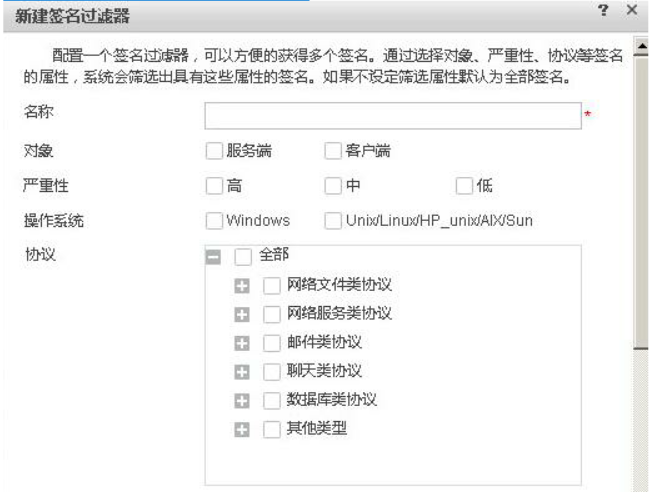 新建签名过滤器 ? ×
配置一个签名过滤器，可以方便的获得多个签名。通过选择对象、严重性、协议等签名
的属性，系统会筛选出具有这些属性的签名。如果不设定筛选属性默认为全部签名。
名称 *
对象 服务端 客户端
严重性 高 中 低
操作系统 Windows Unix/Linux/HP_unix/AIX/Sun
协议 全部
网络文件类协议
网络服务类协议
邮件类协议
聊天类协议
数据库类协议
其他类型